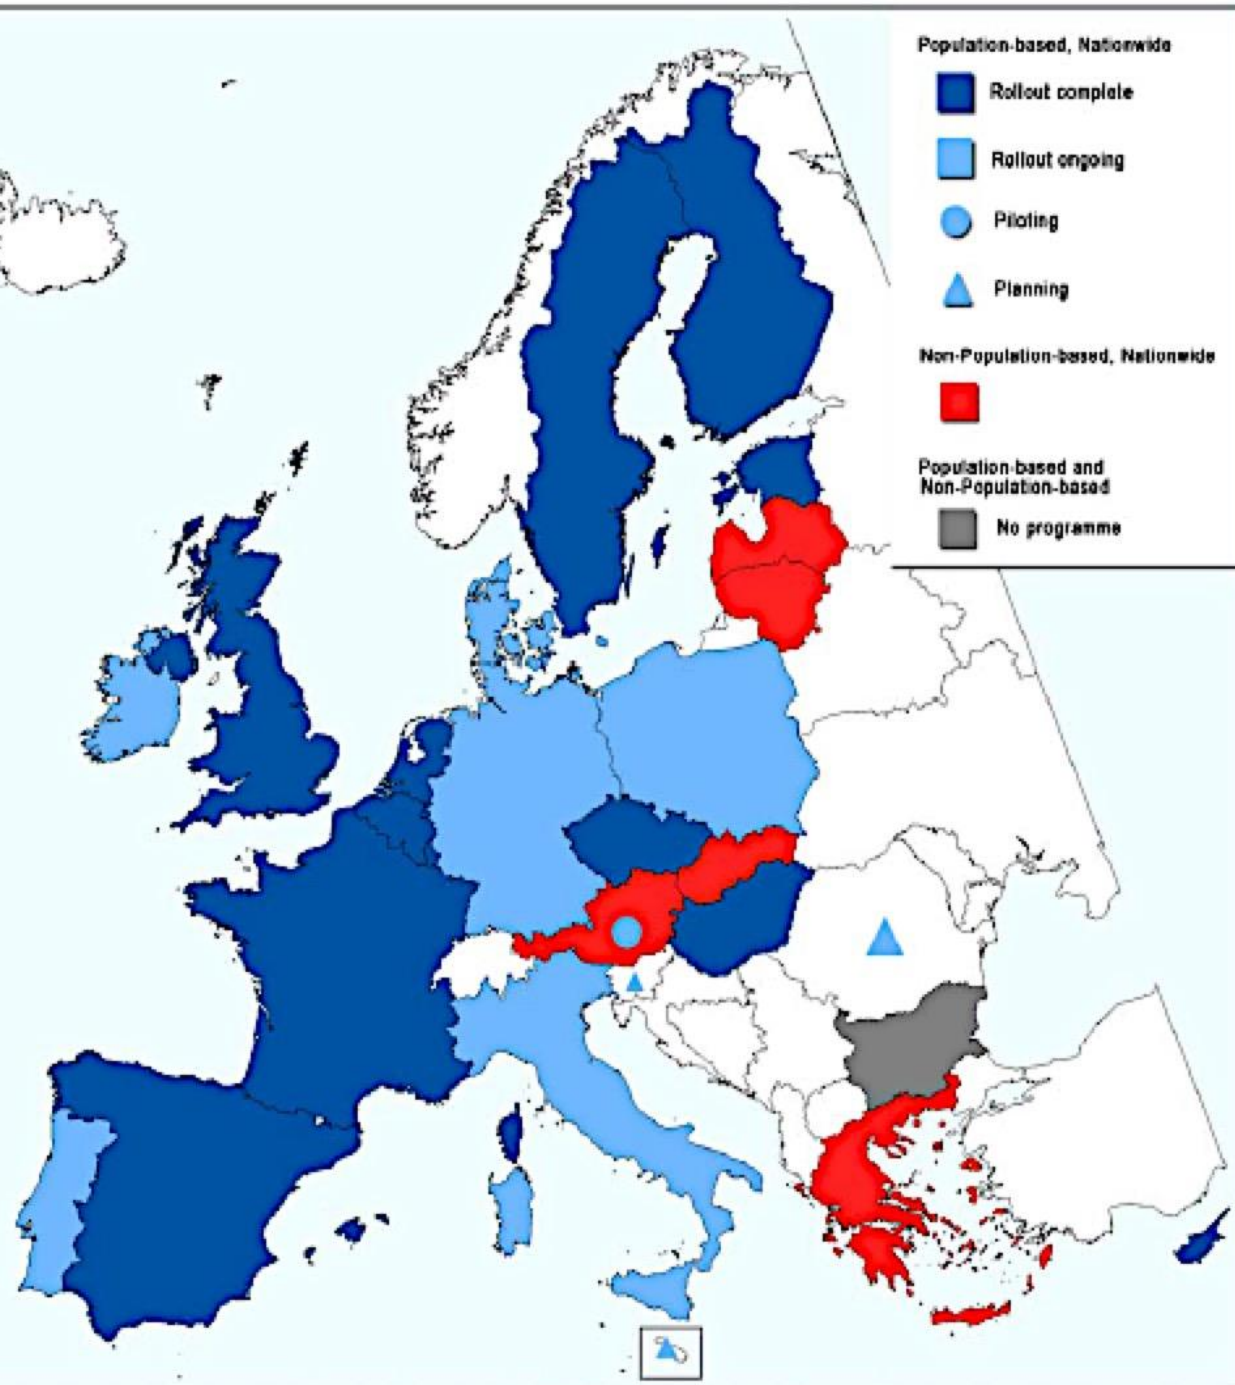 Population-based, Nationwide
Rollout complete
Rollout ongoing
Piloting
Planning
Non-Population-based, Nationwide
Population-based and
Non-Population-based
No programme